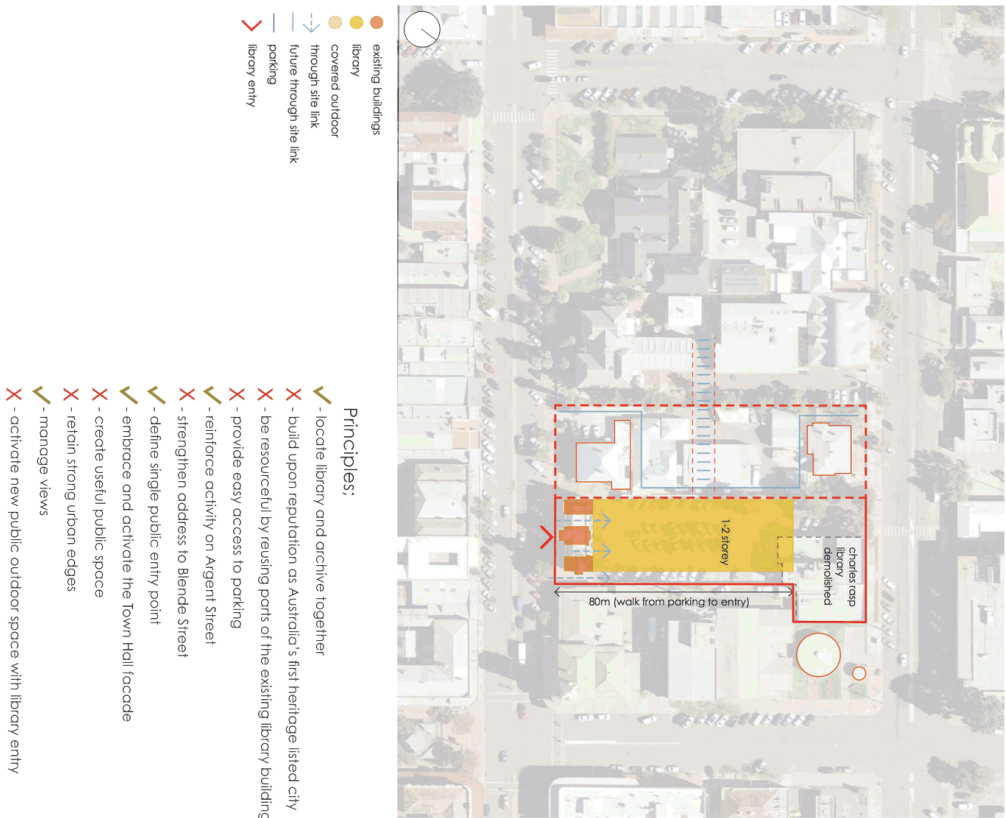 existing buildings
library
covered outdoor
through site link
future through site link
parking
library entry
1-2 storey
charles rasp
library
demolished
80m (walk from parking to entry)
Principles;
- locate library and archive together
- build upon reputation as Australia's first heritage listed city
- be resourceful by reusing parts of the existing library building
- provide easy access to parking
- reinforce activity on Argent Street
- strengthen address to Blende Street
- define single public entry point
- embrace and activate the Town Hall facade
- create useful public space
- retain strong urban edges
- manage views
- activate new public outdoor space with library entry